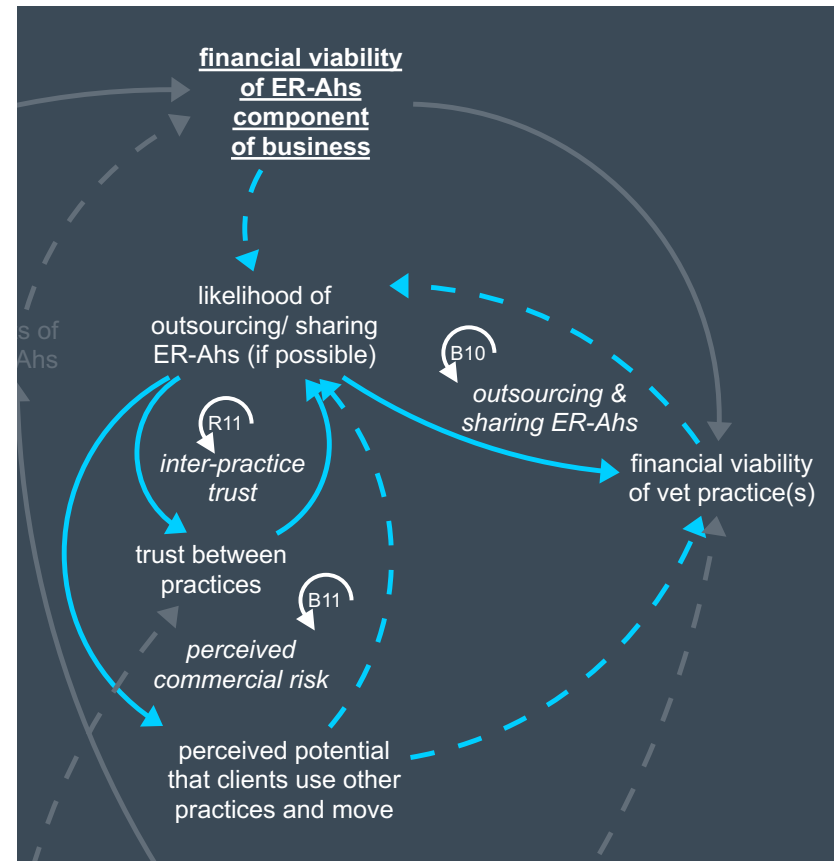 financial viability
of ER-Ahs
component
of business
likelihood of
outsourcing/ sharing
ER-Ahs (if possible)
s of
Ahs
B10
outsourcing &
sharing ER-Ahs
R11
inter-practice
trust
financial viability
of vet practice(s)
trust between
practices
B11
perceived
commercial risk
perceived potential
that clients use other
practices and move